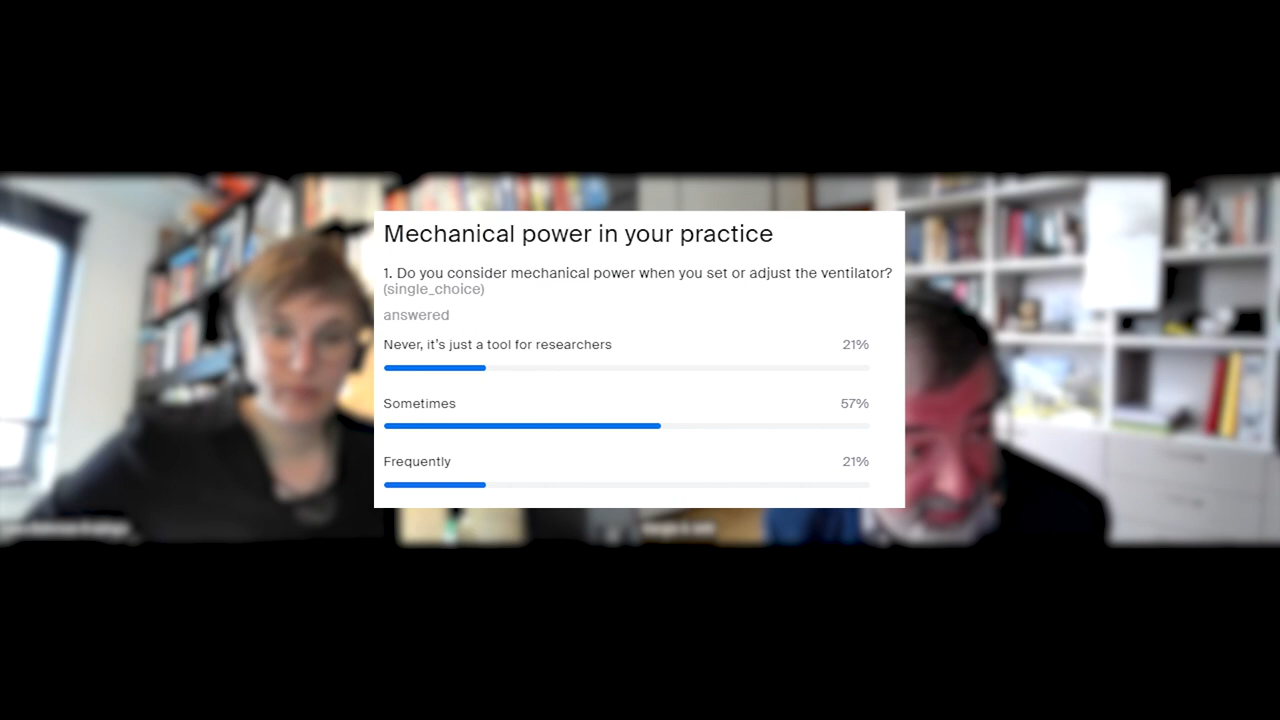 Mechanical power in your practice
1. Do you consider mechanical power when you set or adjust the ventilator?
(single_choice)
answered
Never, it's just a tool for researchers 21%
Sometimes 57%
Frequently 21%